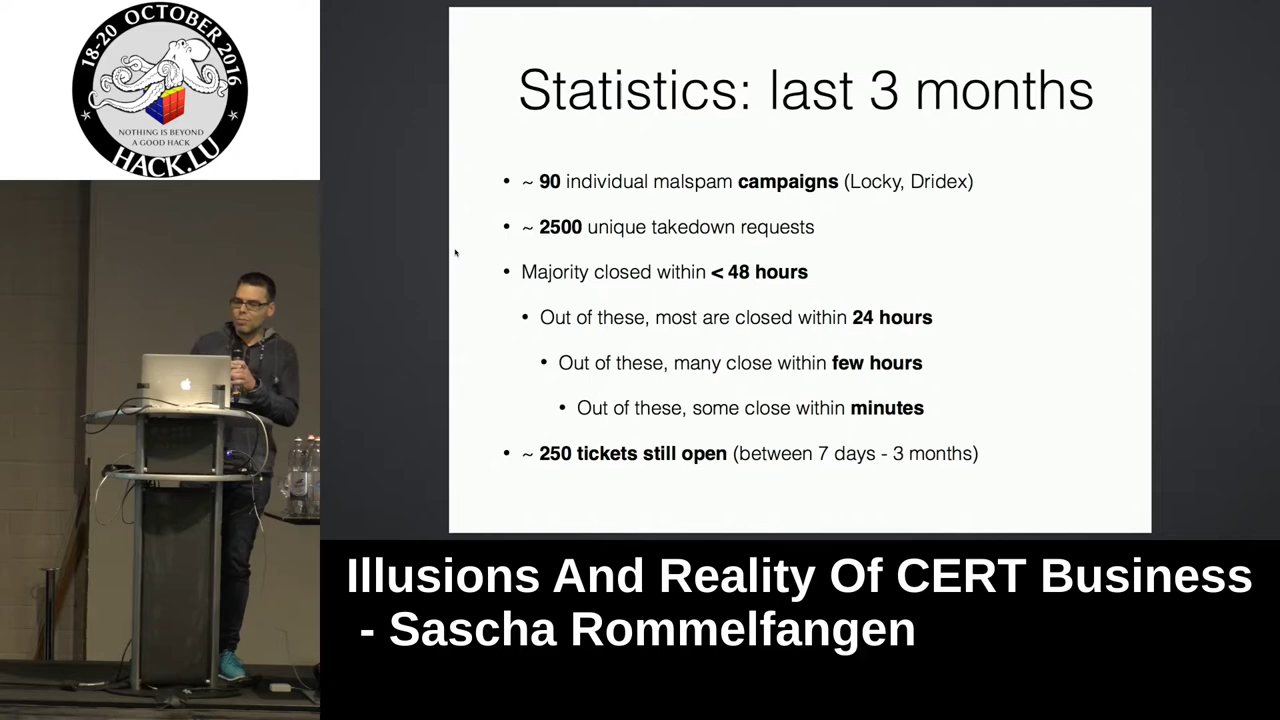 18-20 OCTOBER 2016
NOTHING IS BEYOND
A GOOD HACK
HACK.LU
Statistics: last 3 months
• ~ 90 individual malspam campaigns (Locky, Dridex)
• ~ 2500 unique takedown requests
• Majority closed within < 48 hours
• Out of these, most are closed within 24 hours
• Out of these, many close within few hours
• Out of these, some close within minutes
• ~ 250 tickets still open (between 7 days - 3 months)
Illusions And Reality Of CERT Business
- Sascha Rommelfangen